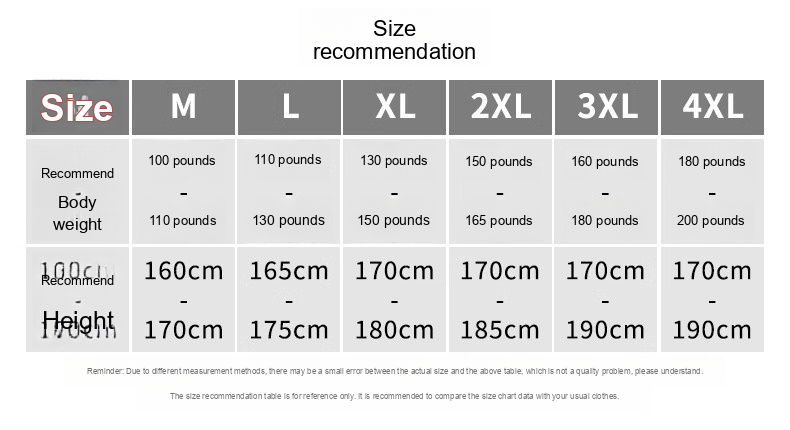 Size
recommendation
Size M L XL 2XL 3XL 4XL
100 pounds 110 pounds 130 pounds 150 pounds 160 pounds 180 pounds
Recommend
- - - - - - -
Body
weight
110 pounds 130 pounds 150 pounds 165 pounds 180 pounds 200 pounds
160cm 165cm 170cm 170cm 170cm 170cm
Recommend
- - - - - - -
Height
170cm 175cm 180cm 185cm 190cm 190cm
Reminder: Due to different measurement methods, there may be a small error between the actual size and the above table, which is not a quality problem, please understand.
The size recommendation table is for reference only. It is recommended to compare the size chart data with your usual clothes.